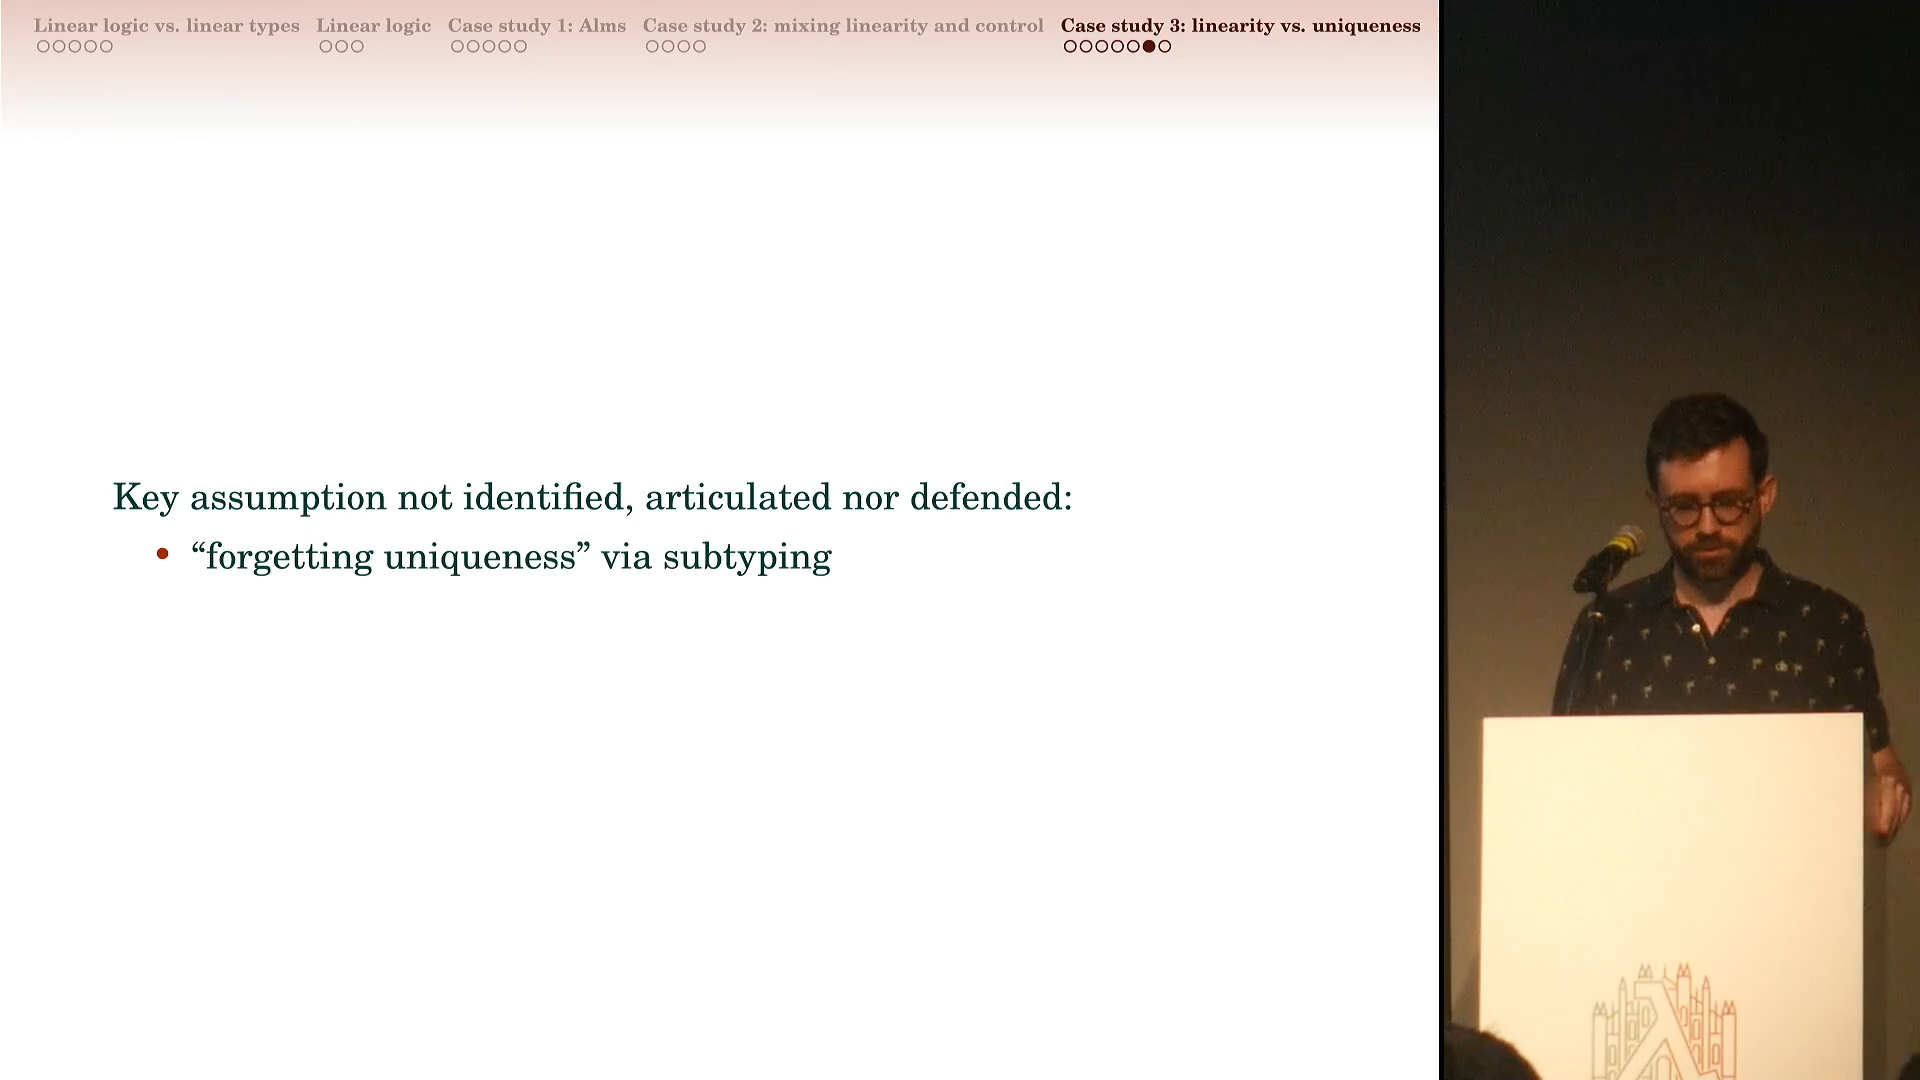 Linear logic vs. linear types Linear logic Case study 1: Alms Case study 2: mixing linearity and control Case study 3: linearity vs. uniqueness
Key assumption not identified, articulated nor defended:
• “forgetting uniqueness” via subtyping